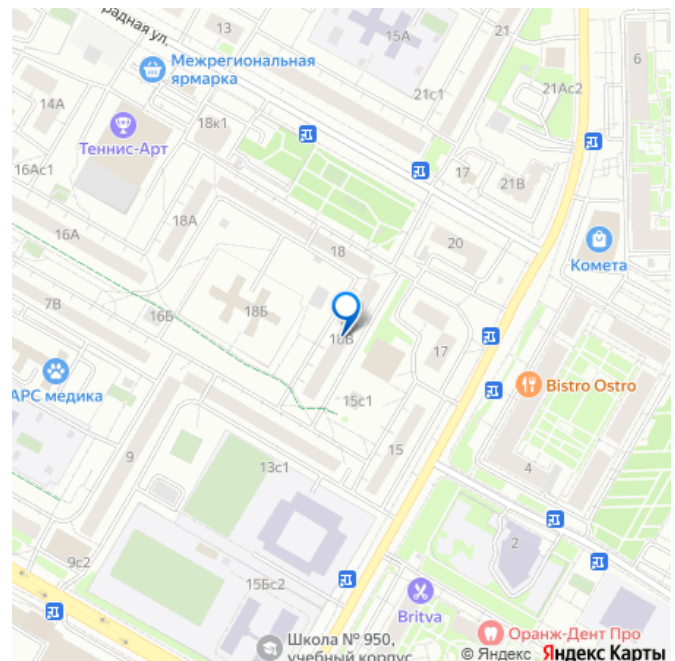 радная ул.
13
15А
21
6
Межрегиональная
ярмарка
21с1
21Ас2
14А
18к1
Теннис-Арт
16Ас1
17
21В
18А
16А
18
20
Комета
7В
18Б
16Б
18В
17
АРС медика
Bistro Ostro
15с1
15
9
13с1
4
2
9с2
15Бс2
Britva
Оранж-Дент Про
Школа № 950,
учебный корпус
© Яндекс Яндекс Карты